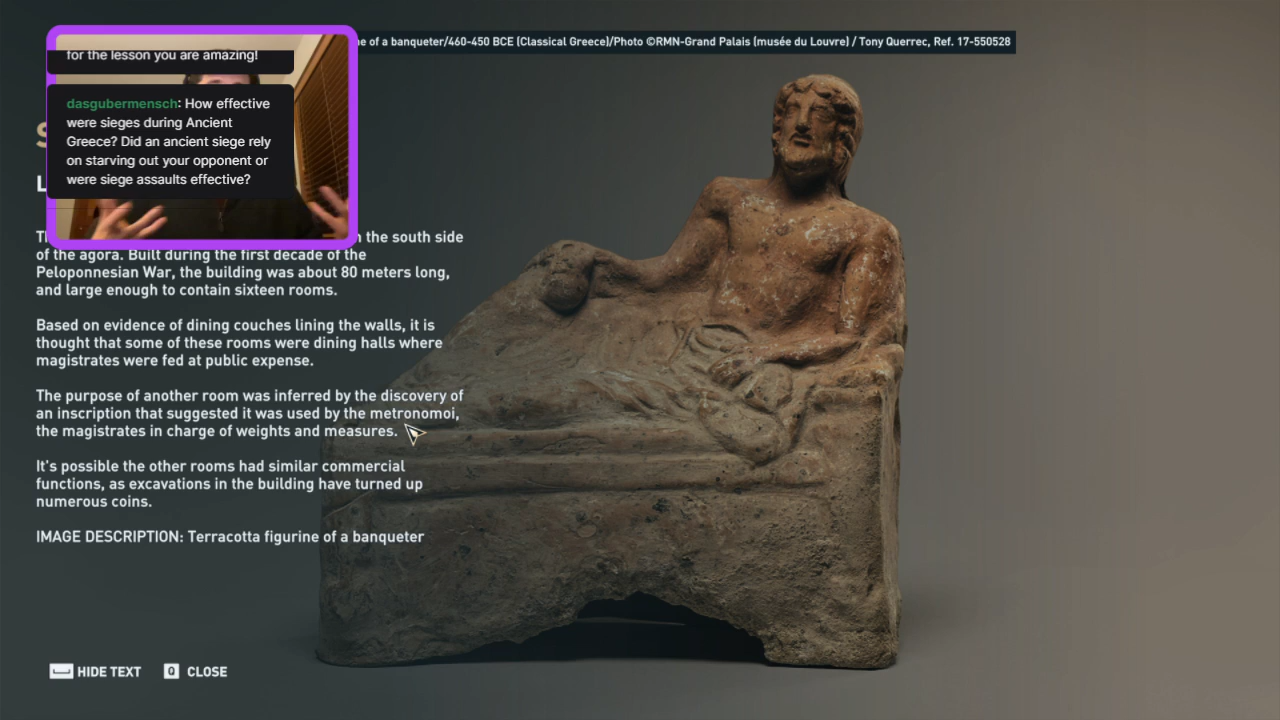 ne of a banqueter/460-450 BCE (Classical Greece)/Photo ©RMN-Grand Palais (musée du Louvre) / Tony Querrec, Ref. 17-550528
for the lesson you are amazing!
dasgubermensch: How effective
were sieges during Ancient
Greece? Did an ancient siege rely
on starving out your opponent or
were siege assaults effective?
S
L
the south side
of the agora. Built during the first decade of the
Peloponnesian War, the building was about 80 meters long,
and large enough to contain sixteen rooms.
Based on evidence of dining couches lining the walls, it is
thought that some of these rooms were dining halls where
magistrates were fed at public expense.
The purpose of another room was inferred by the discovery of
an inscription that suggested it was used by the metronomoi,
the magistrates in charge of weights and measures.
It's possible the other rooms had similar commercial
functions, as excavations in the building have turned up
numerous coins.
IMAGE DESCRIPTION: Terracotta figurine of a banqueter
HIDE TEXT
Q CLOSE